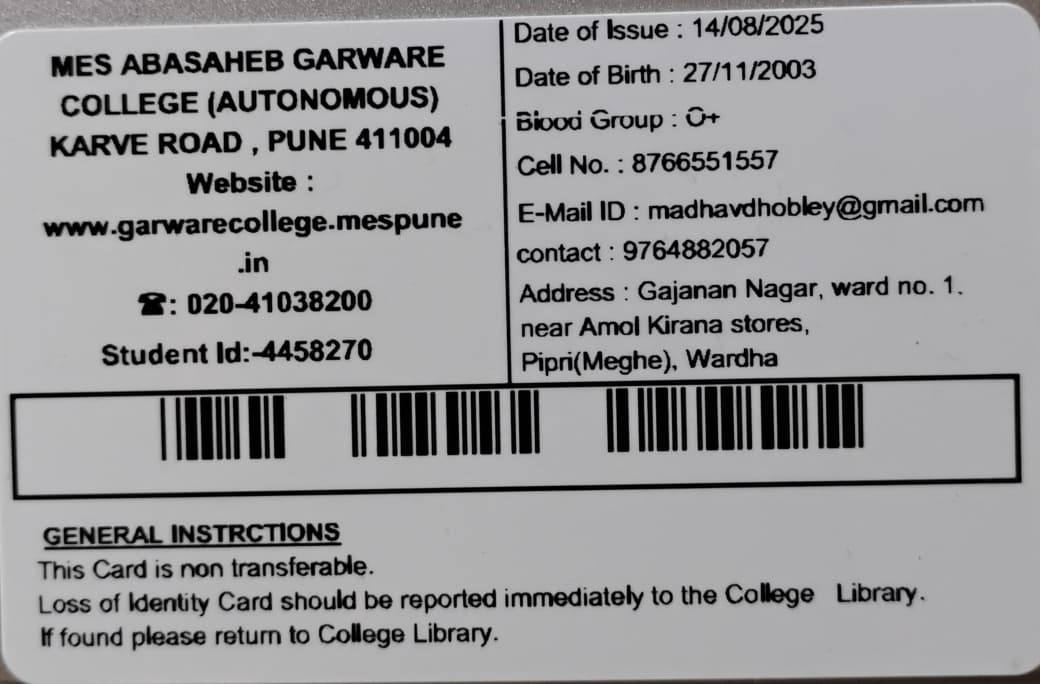 MES ABASAHEB GARWARE
COLLEGE (AUTONOMOUS)
KARVE ROAD , PUNE 411004
Website :
www.garwarecollege.mespune
.in
☎: 020-41038200
Student Id:-4458270
Date of Issue : 14/08/2025
Date of Birth : 27/11/2003
Blood Group : O+
Cell No. : 8766551557
E-Mail ID : madhavdhobley@gmail.com
contact : 9764882057
Address : Gajanan Nagar, ward no. 1.
near Amol Kirana stores,
Pipri(Meghe), Wardha
GENERAL INSTRCTIONS
This Card is non transferable.
Loss of Identity Card should be reported immediately to the College Library.
If found please return to College Library.